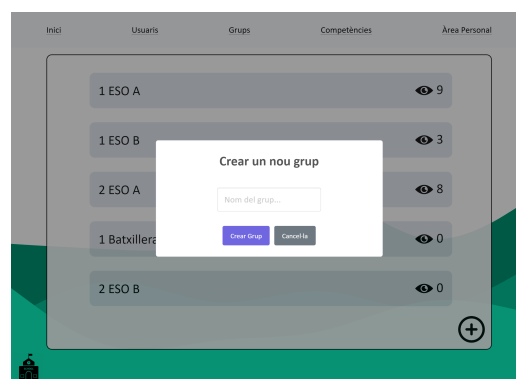 Inici Usuaris Grups Competències Àrea Personal
1 ESO A 9
1 ESO B 3
Crear un nou grup
2 ESO A 8
Nom del grup...
Crear Grup Cancel·la
1 Batxillera 0
2 ESO B 0